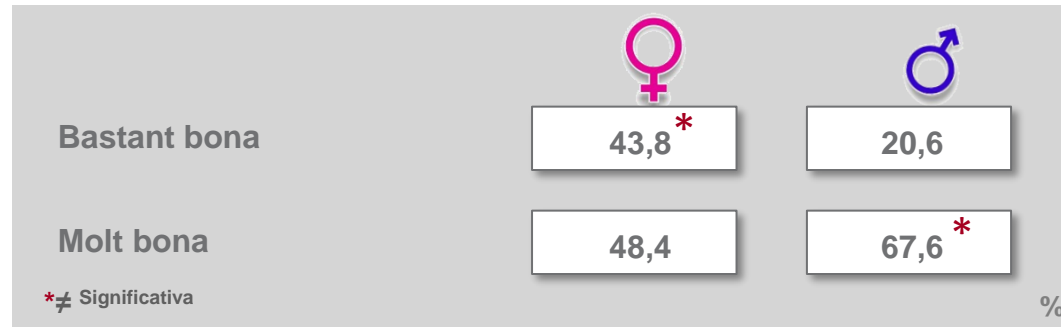 Bastant bona 43,8* 20,6
Molt bona 48,4 67,6*
*≠ Significativa %